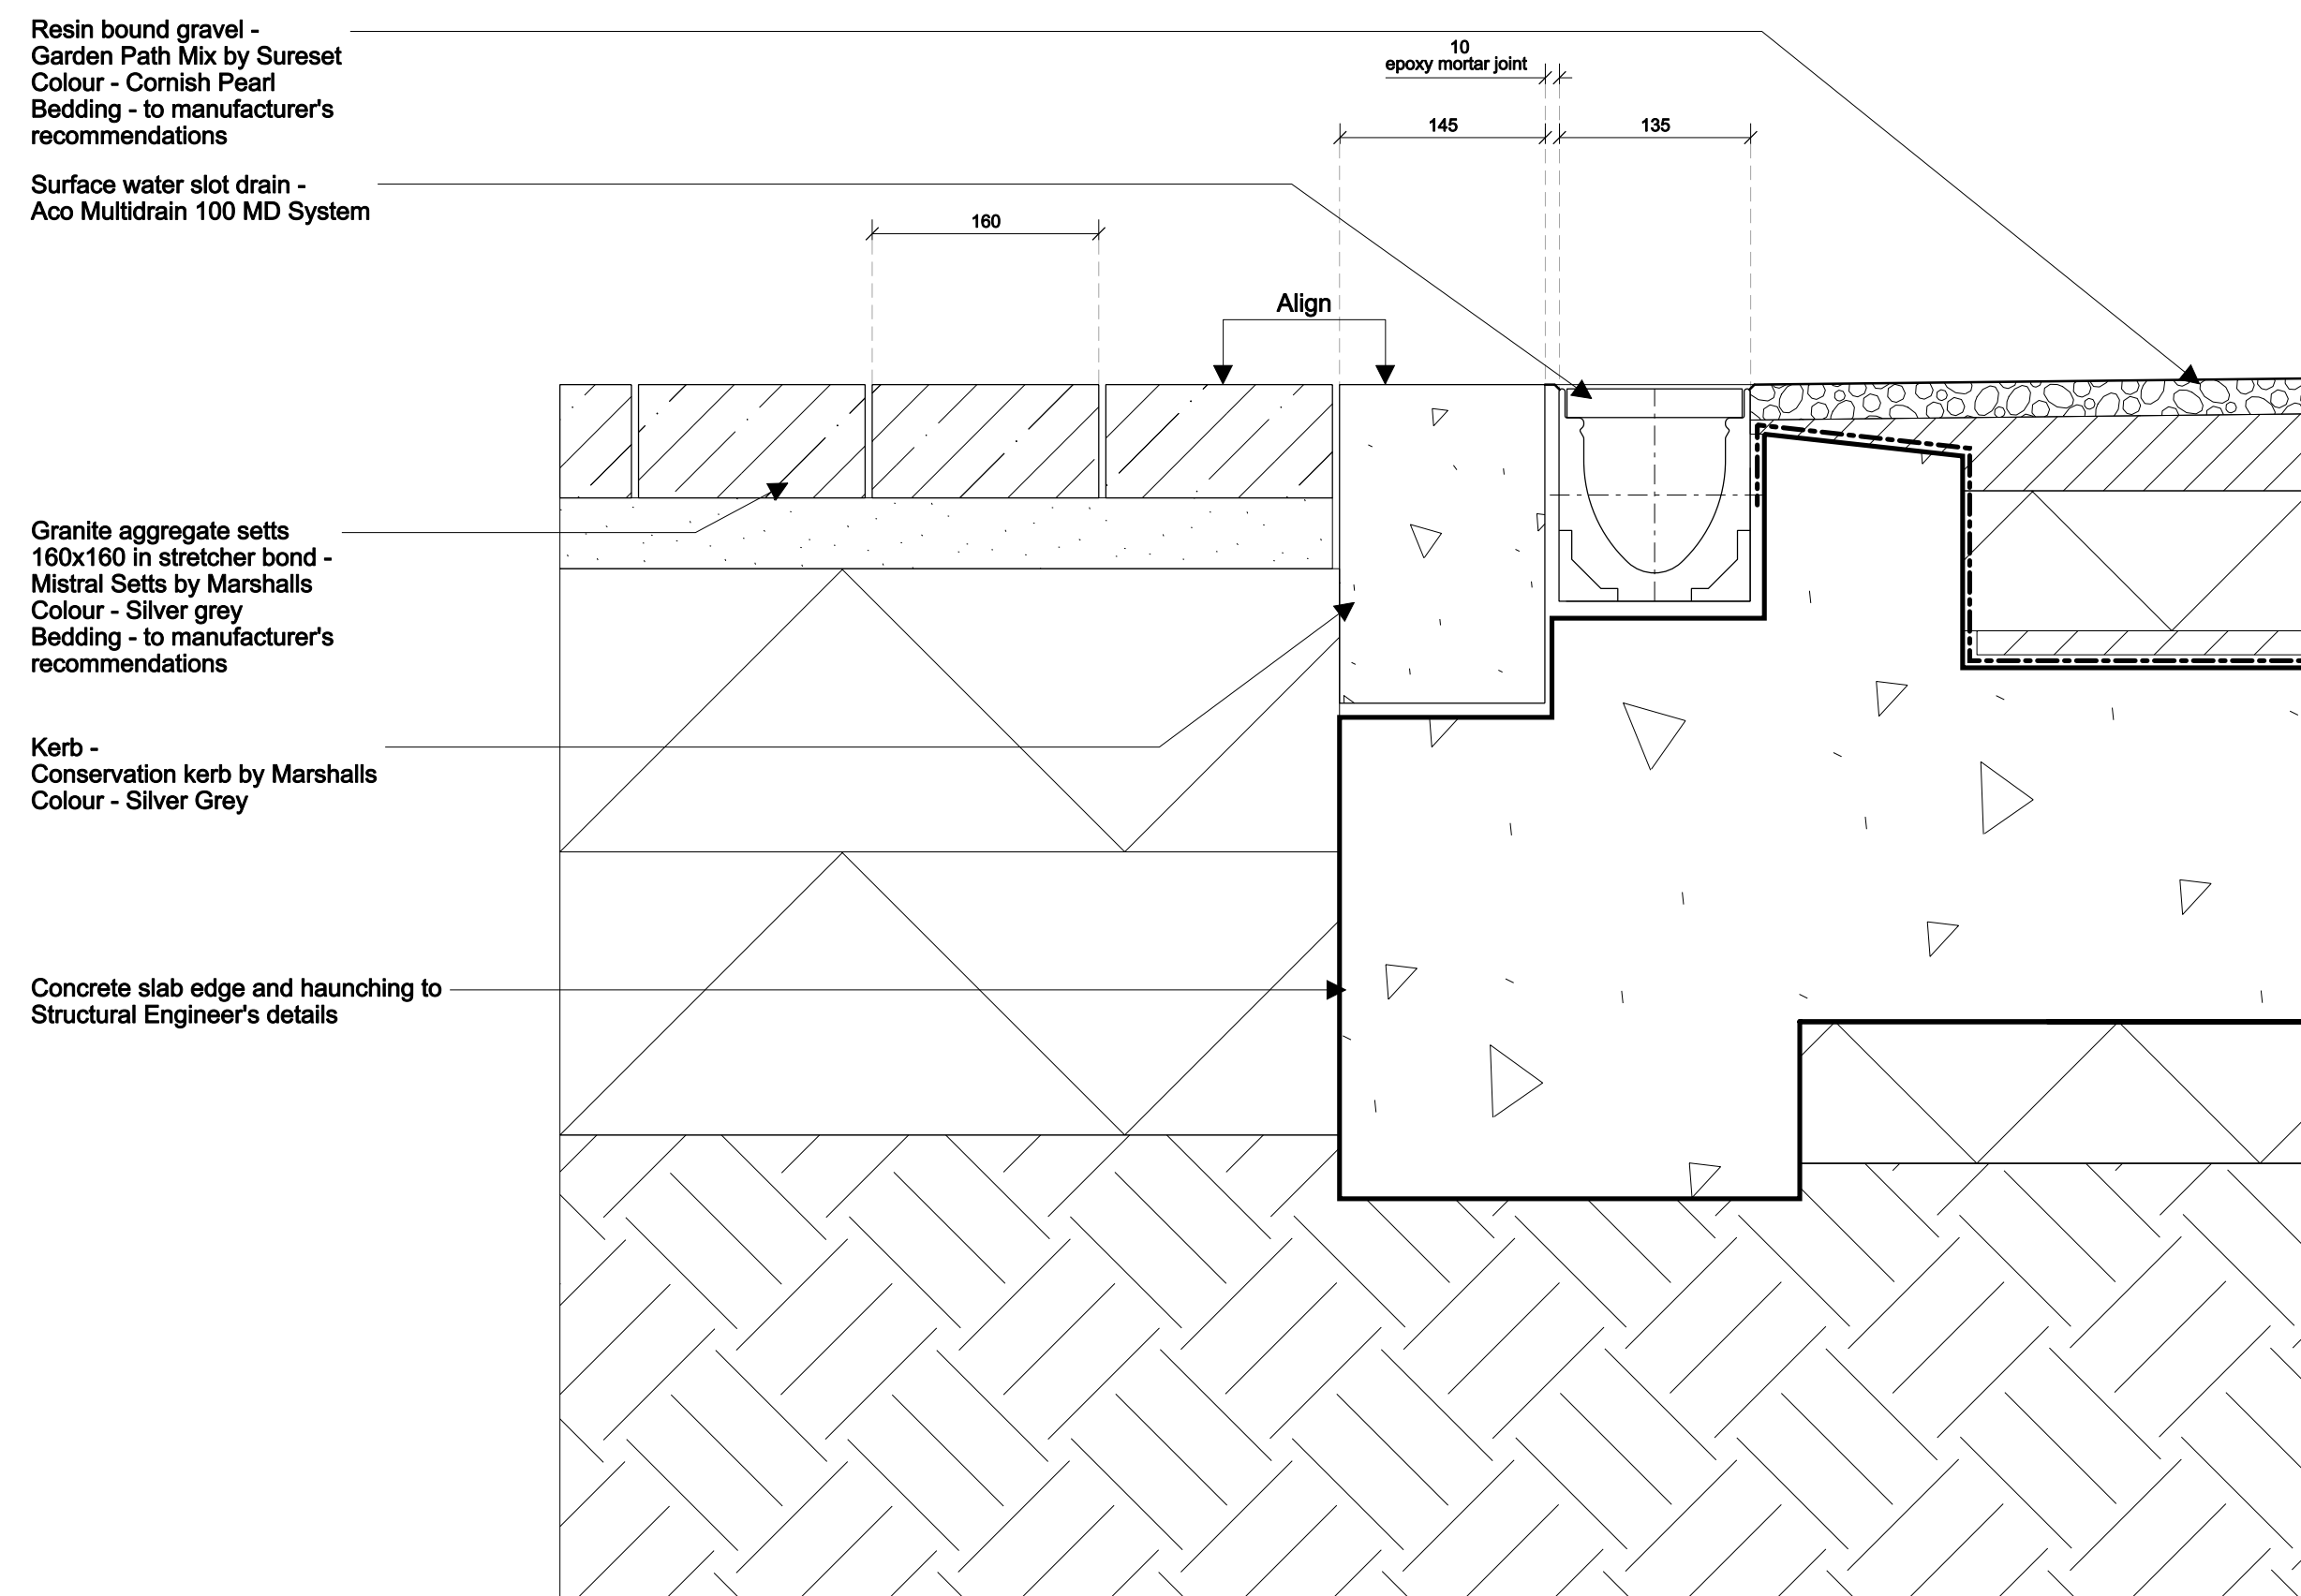 Resin bound gravel -
Garden Path Mix by Sureset
Colour - Cornish Pearl
Bedding - to manufacturer's
recommendations
10
epoxy mortar joint
145
135
Surface water slot drain -
Aco Multidrain 100 MD System
160
Align
Granite aggregate setts
160x160 in stretcher bond -
Mistral Setts by Marshalls
Colour - Silver grey
Bedding - to manufacturer's
recommendations
Kerb -
Conservation kerb by Marshalls
Colour - Silver Grey
Concrete slab edge and haunching to
Structural Engineer's details